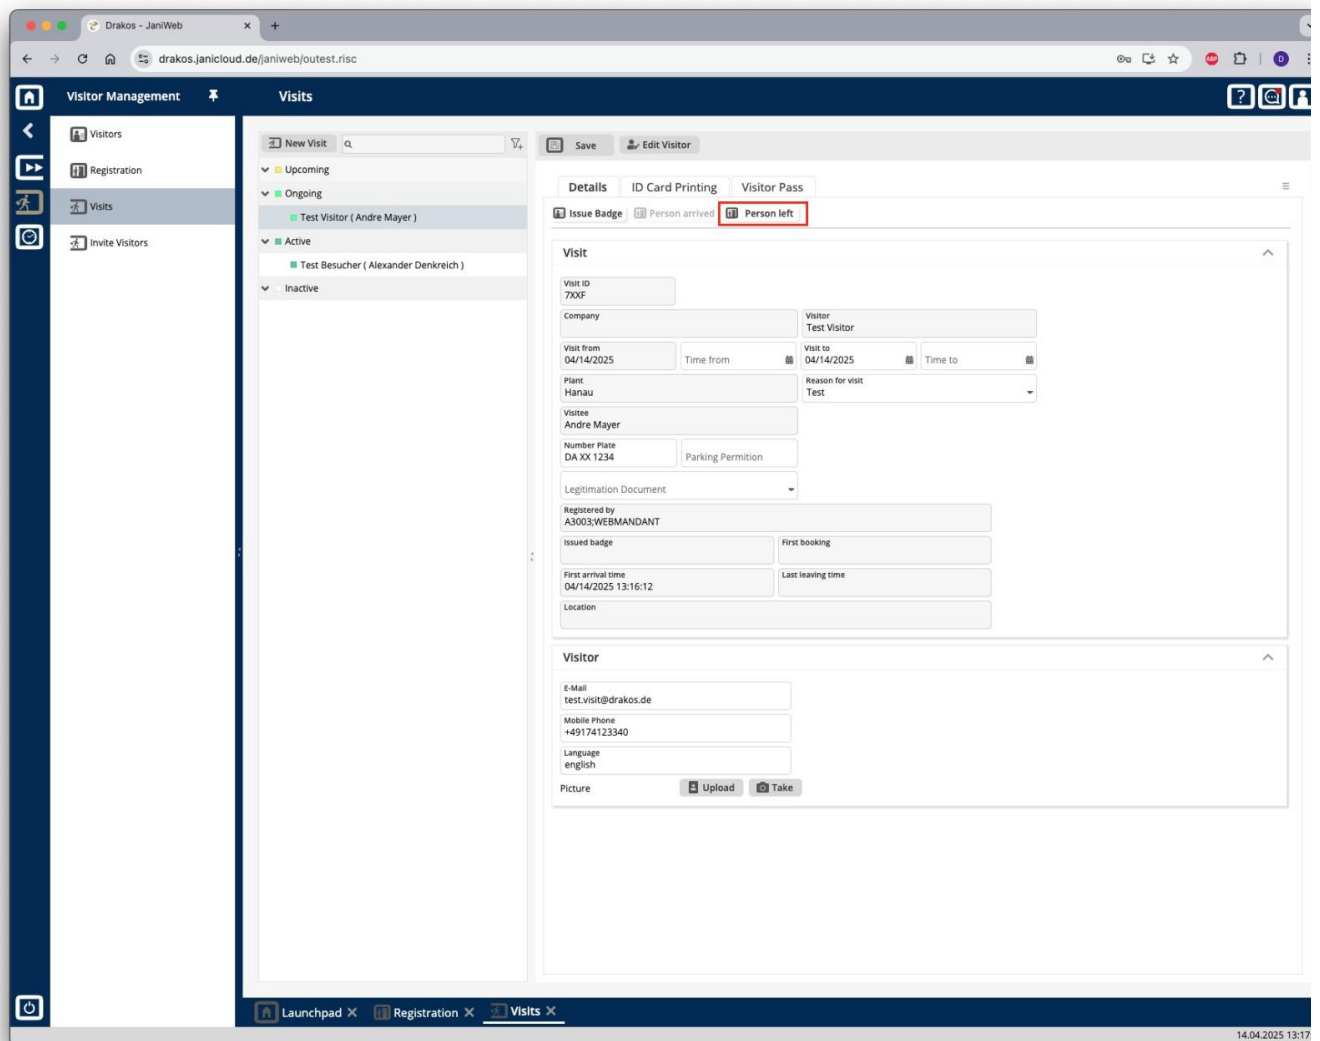 Drakos - JaniWeb
drakos.janicloud.de/janiweb/outest.risc
ABP
D
Visitor Management
Visits
?
Visitors
Registration
Visits
Invite Visitors
New Visit
Upcoming
Ongoing
Test Visitor ( Andre Mayer )
Active
Test Besucher ( Alexander Denkreich )
Inactive
Save
Edit Visitor
Details
ID Card Printing
Visitor Pass
Issue Badge
Person arrived
Person left
Visit
Visit ID
7XXF
Company
Visitor
Test Visitor
Visit from
04/14/2025
Time from
Visit to
04/14/2025
Time to
Plant
Hanau
Reason for visit
Test
Visitee
Andre Mayer
Number Plate
DA XX 1234
Parking Permition
Legitimation Document
Registered by
A3003;WEBMANDANT
Issued badge
First booking
First arrival time
04/14/2025 13:16:12
Last leaving time
Location
Visitor
E-Mail
test.visit@drakos.de
Mobile Phone
+49174123340
Language
english
Picture
Upload
Take
Launchpad
Registration
Visits
14.04.2025 13:17